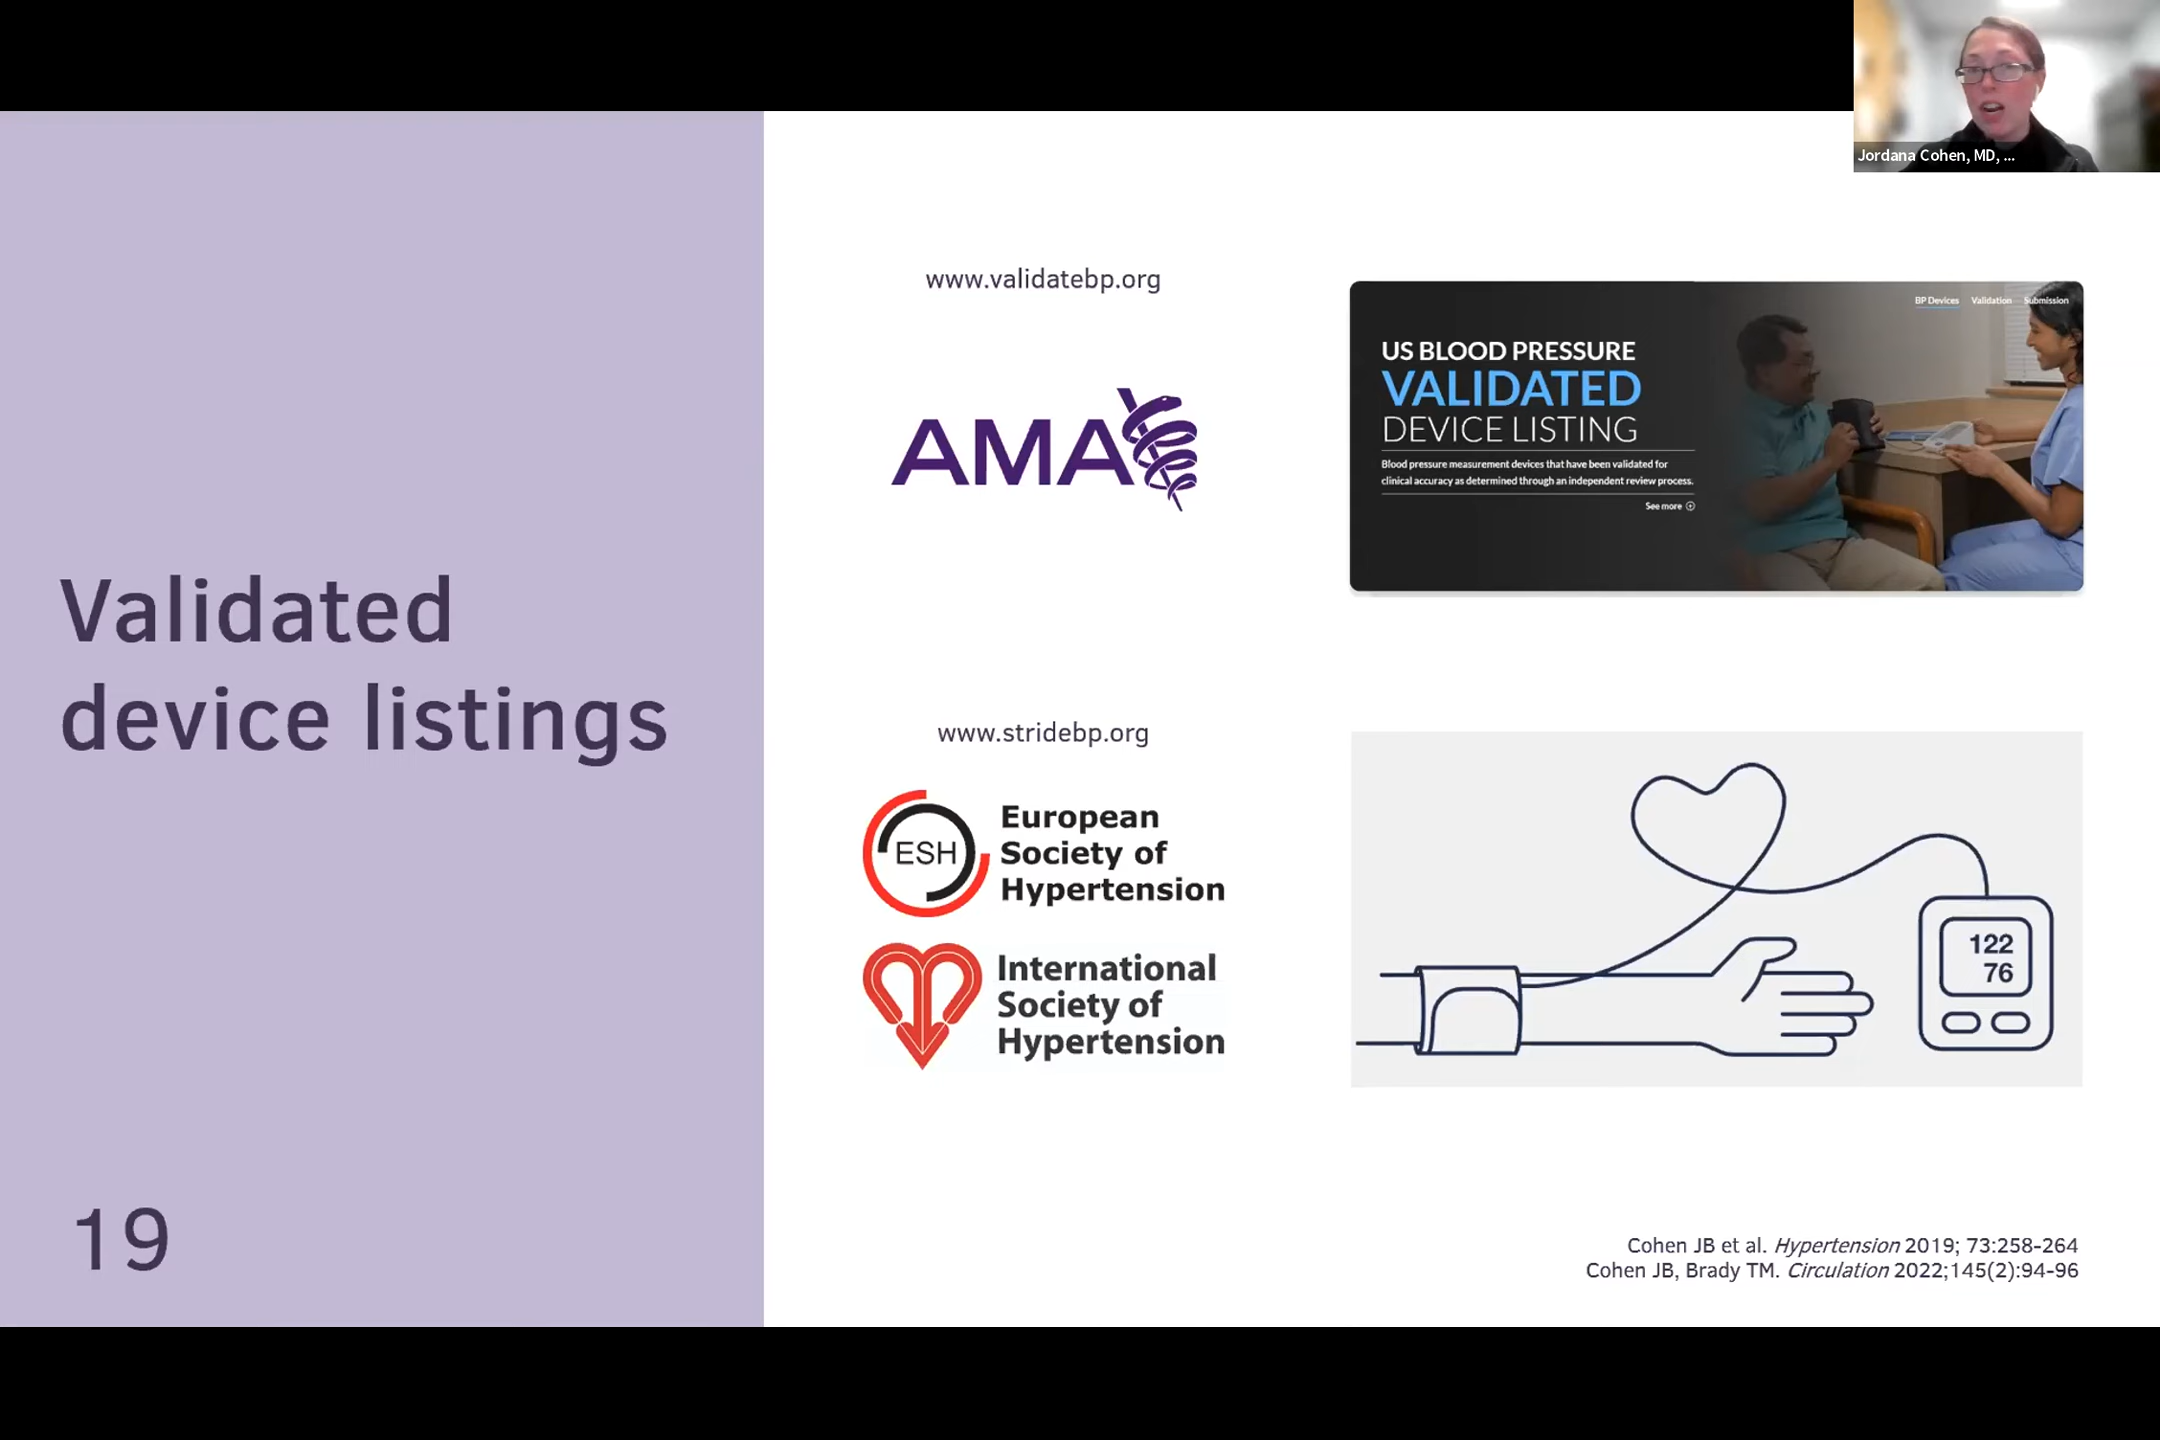 Jordana Cohen, MD, ...
Validated
device listings
19
www.validatebp.org
AMA
BP Devices Validation Submission
US BLOOD PRESSURE
VALIDATED
DEVICE LISTING
Blood pressure measurement devices that have been validated for
clinical accuracy as determined through an independent review process.
See more
www.stridebp.org
ESH
European
Society of
Hypertension
International
Society of
Hypertension
122
76
Cohen JB et al. Hypertension 2019; 73:258-264
Cohen JB, Brady TM. Circulation 2022;145(2):94-96